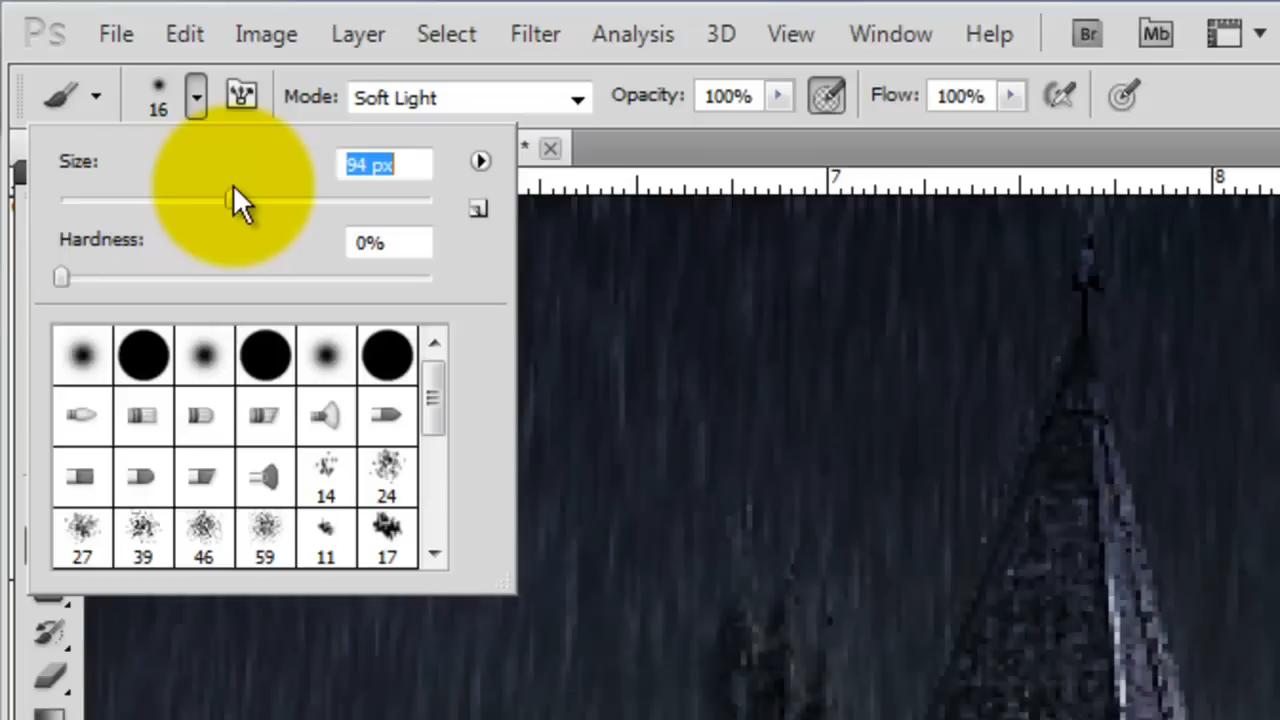 Ps File Edit Image Layer Select Filter Analysis 3D View Window Help Br Mb
16 Mode: Soft Light Opacity: 100% Flow: 100%
Size: 94 px
* 
7 8
Hardness: 0%
14 24
27 39 46 59 11 17